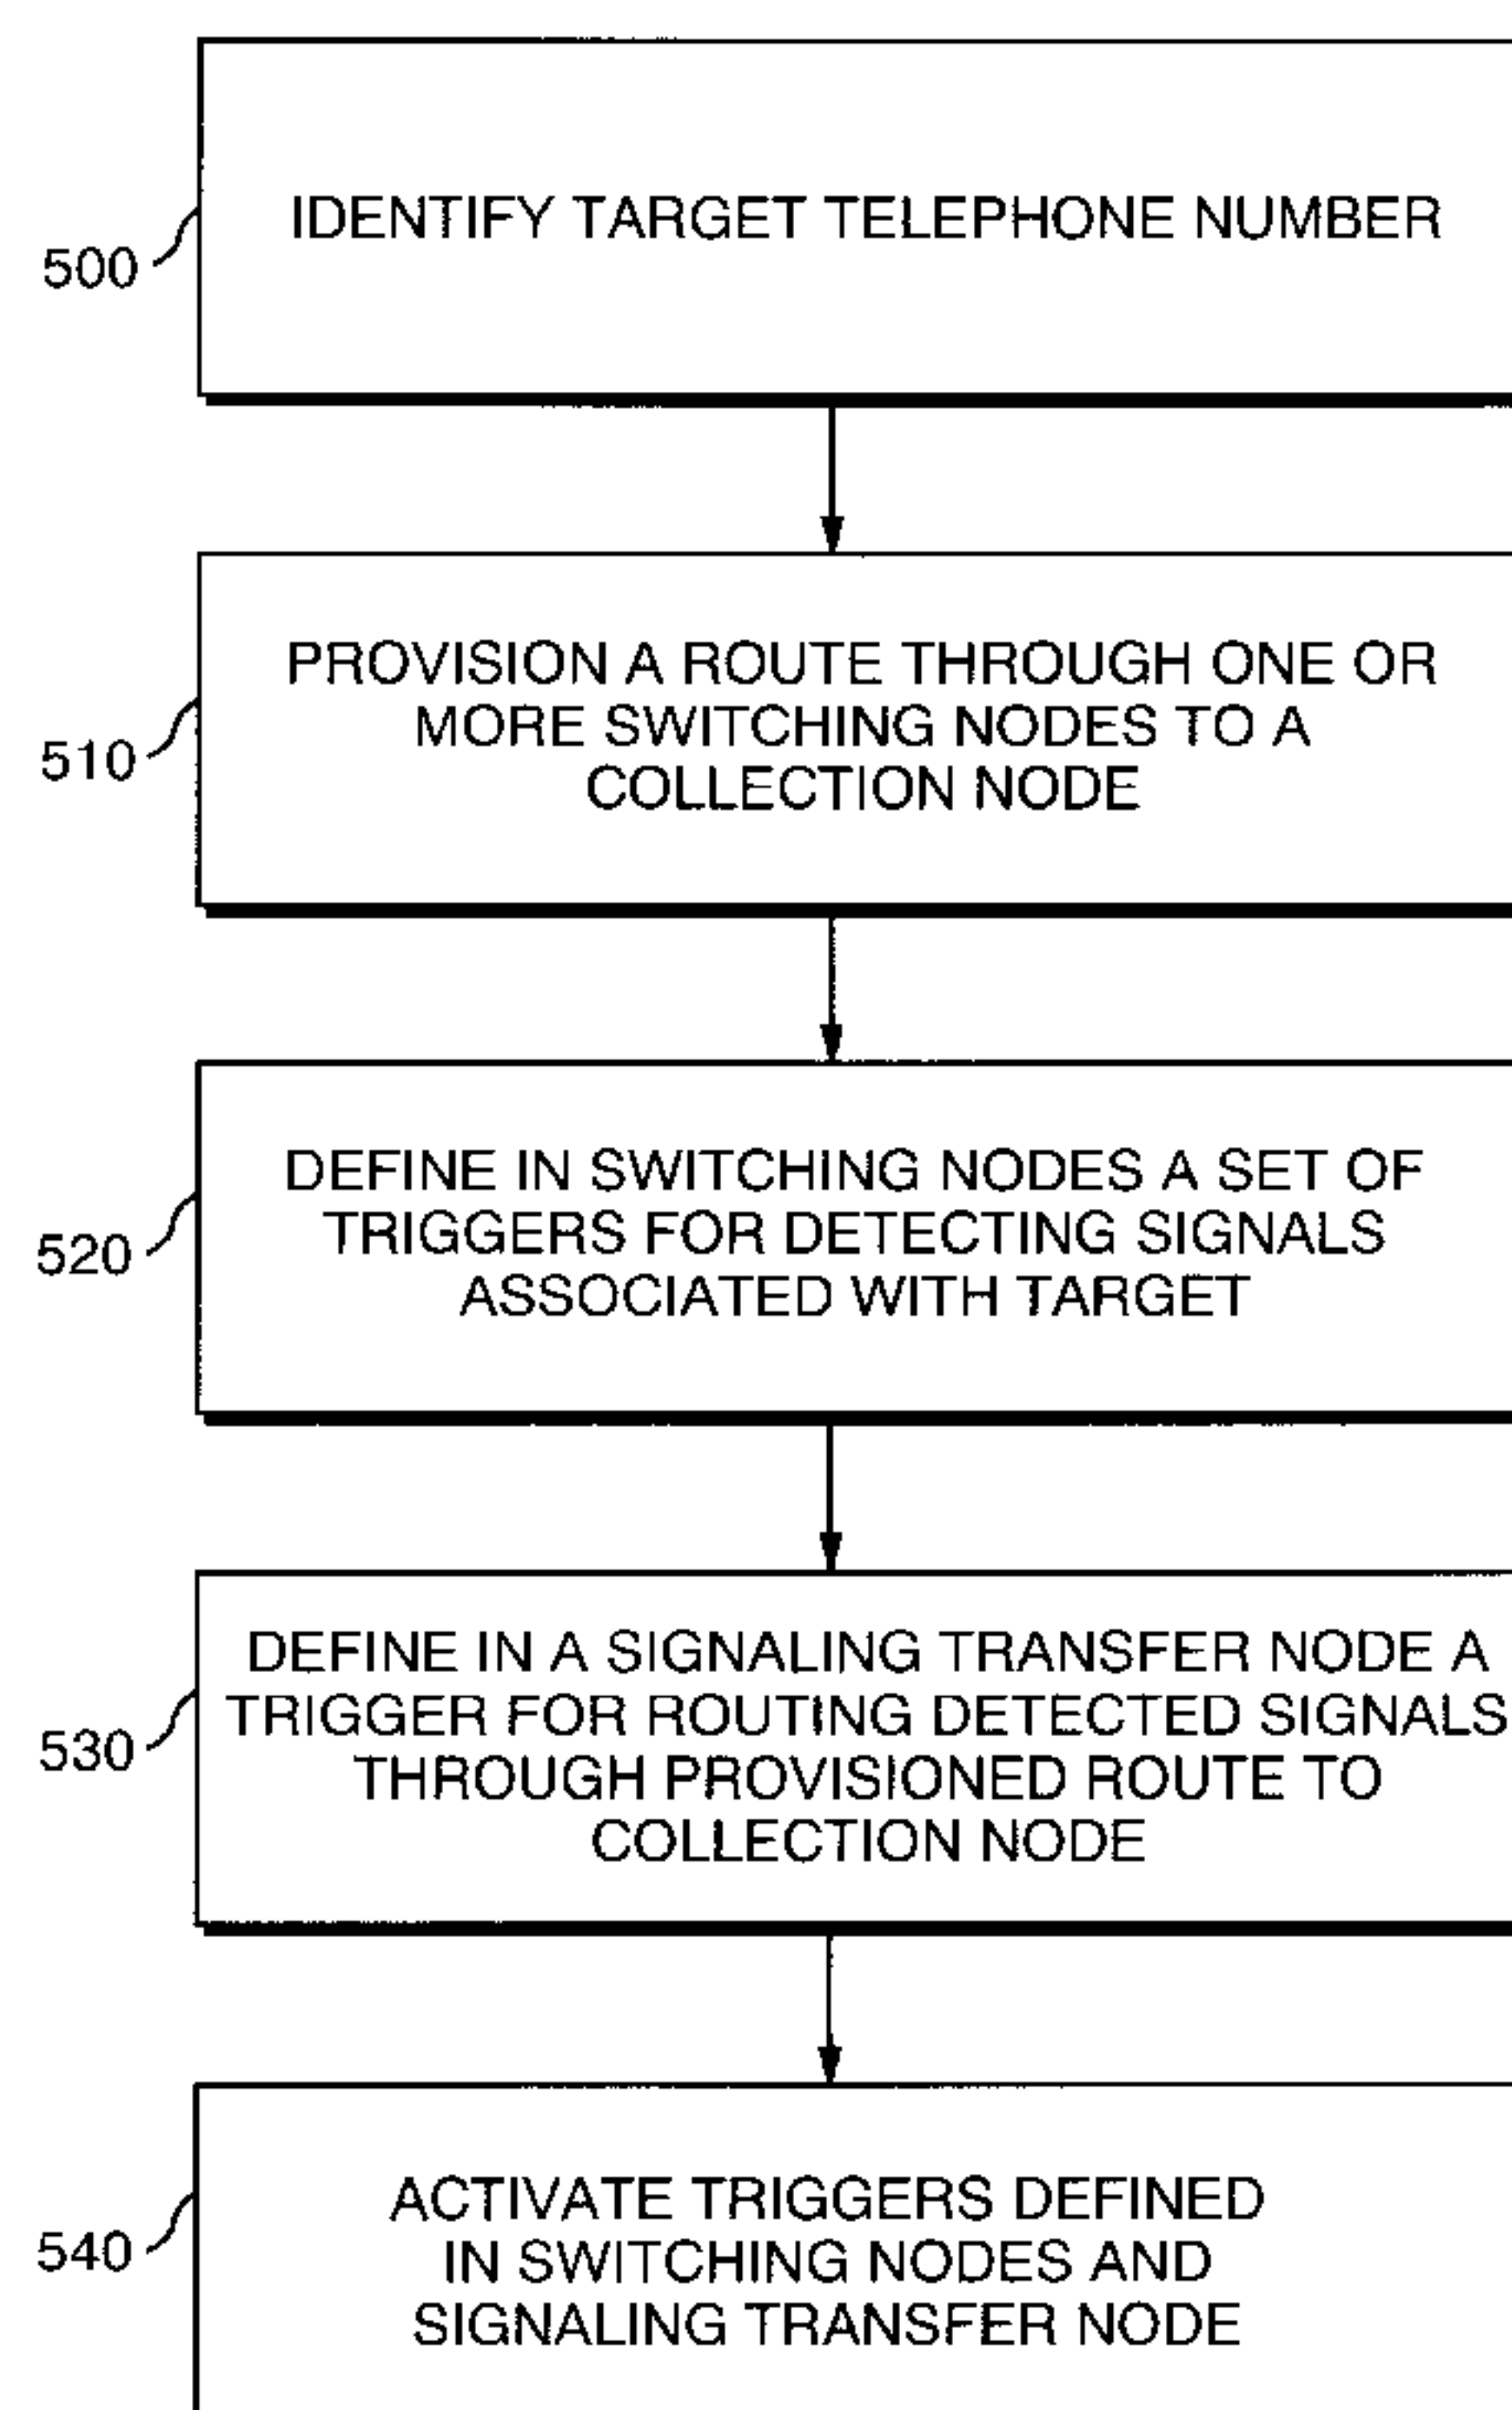 500
IDENTIFY TARGET TELEPHONE NUMBER
510
PROVISION A ROUTE THROUGH ONE OR
MORE SWITCHING NODES TO A
COLLECTION NODE
520
DEFINE IN SWITCHING NODES A SET OF
TRIGGERS FOR DETECTING SIGNALS
ASSOCIATED WITH TARGET
530
DEFINE IN A SIGNALING TRANSFER NODE A
TRIGGER FOR ROUTING DETECTED SIGNALS
THROUGH PROVISIONED ROUTE TO
COLLECTION NODE
540
ACTIVATE TRIGGERS DEFINED
IN SWITCHING NODES AND
SIGNALING TRANSFER NODE